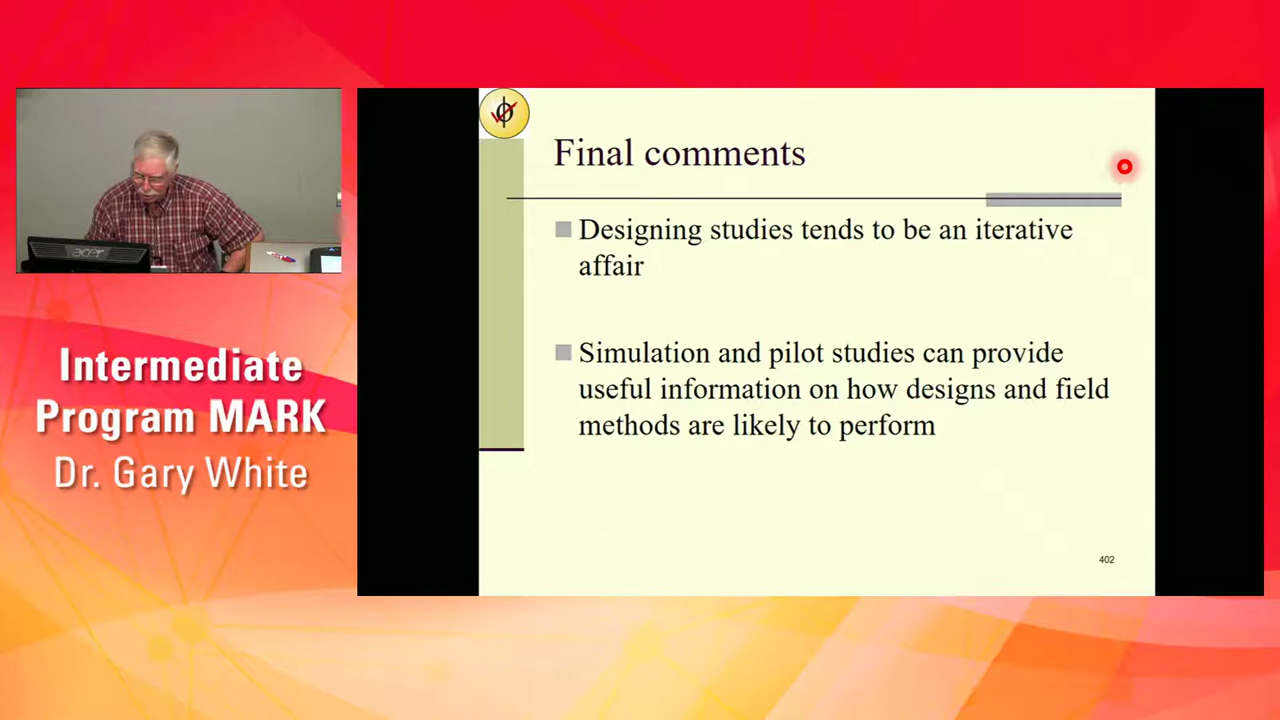 acer
Intermediate
Program MARK
Dr. Gary White
Final comments
Designing studies tends to be an iterative
affair
Simulation and pilot studies can provide
useful information on how designs and field
methods are likely to perform
402